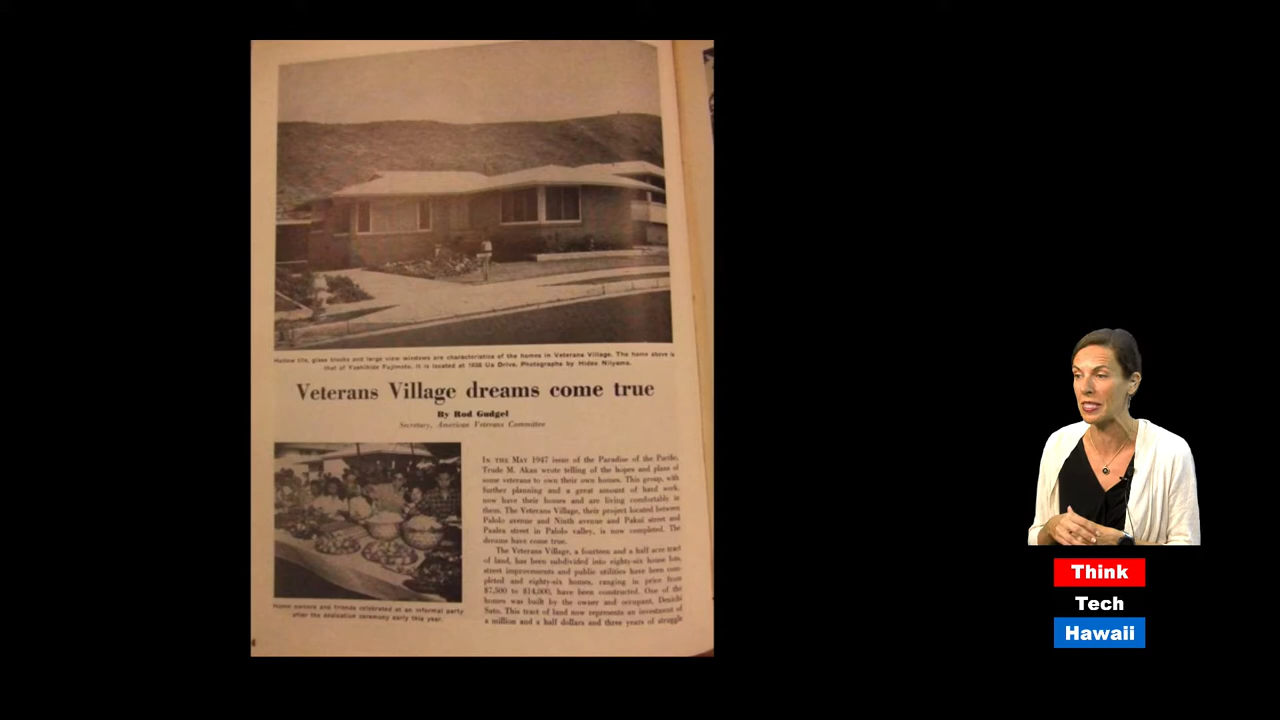 Hollow tile, glass blocks and large view windows are characteristics of the homes in Veterans Village. The home above is
that of Yoshihide Fujimoto. It is located at 1938 Ua Drive. Photographs by Hideo Niiyama.
Veterans Village dreams come true
By Rod Gudgel
Secretary, American Veterans Committee
IN THE MAY 1947 issue of the Paradise of the Pacific,
Trude M. Akau wrote telling of the hopes and plans of
some veterans to own their own homes. This group, with
further planning and a great amount of hard work,
now have their homes and are living comfortably in
them. The Veterans Village, their project located between
Palolo avenue and Ninth avenue and Pakui street and
Paalea street in Palolo valley, is now completed. The
dreams have come true.
The Veterans Village, a fourteen and a half acre tract
of land, has been subdivided into eighty-six house lots,
street improvements and public utilities have been com-
pleted and eighty-six homes, ranging in price from
$7,500 to $14,000, have been constructed. One of the
homes was built by the owner and occupant,
Sato. This tract of land now represents an investment of
a million and a half dollars and three years of struggle
Home owners and friends celebrated at an informal party
after the dedication ceremony early this year.
Think
Tech
Hawaii